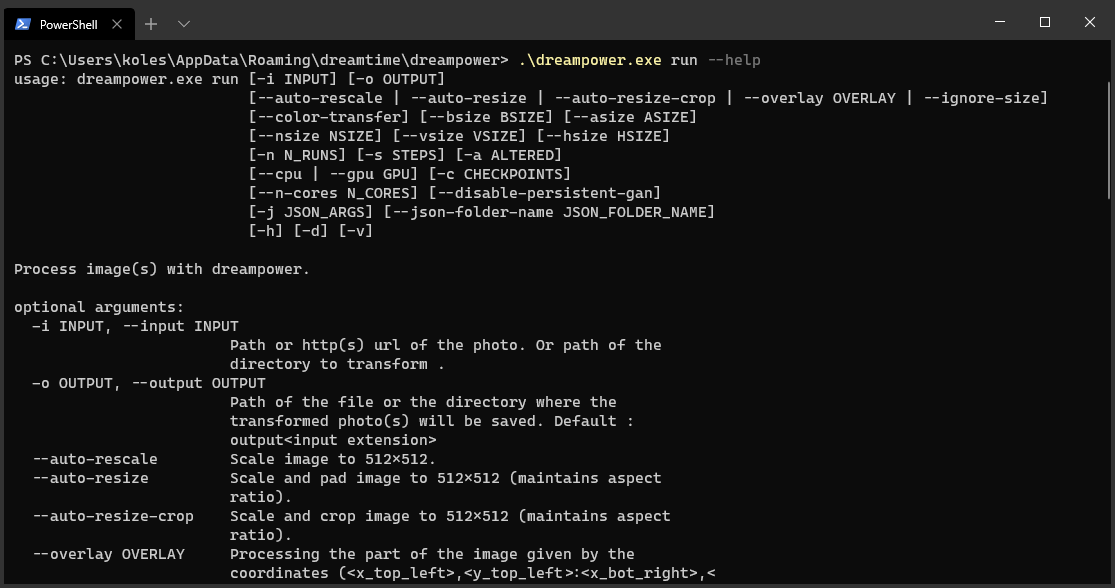 PowerShell
PS C:\Users\koles\AppData\Roaming\dreamtime\dreampower> .\dreampower.exe run --help
usage: dreampower.exe run [-i INPUT] [-o OUTPUT]
[--auto-rescale | --auto-resize | --auto-resize-crop | --overlay OVERLAY | --ignore-size]
[--color-transfer] [--bsize BSIZE] [--asize ASIZE]
[--nsize NSIZE] [--vsize VSIZE] [--hsize HSIZE]
[-n N_RUNS] [-s STEPS] [-a ALTERED]
[--cpu | --gpu GPU] [-c CHECKPOINTS]
[--n-cores N_CORES] [--disable-persistent-gan]
[-j JSON_ARGS] [--json-folder-name JSON_FOLDER_NAME]
[-h] [-d] [-v]
Process image(s) with dreampower.
optional arguments:
-i INPUT, --input INPUT
Path or http(s) url of the photo. Or path of the
directory to transform .
-o OUTPUT, --output OUTPUT
Path of the file or the directory where the
transformed photo(s) will be saved. Default :
output<input extension>
--auto-rescale Scale image to 512×512.
--auto-resize Scale and pad image to 512×512 (maintains aspect
ratio).
--auto-resize-crop Scale and crop image to 512×512 (maintains aspect
ratio).
--overlay OVERLAY Processing the part of the image given by the
coordinates (<x_top_left>,<y_top_left>:<x_bot_right>,<